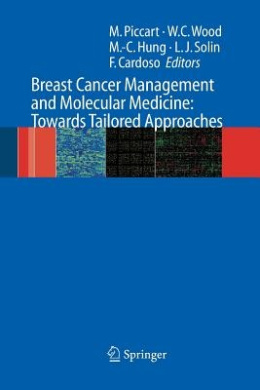 M. Piccart · W. C. Wood
M.-C. Hung · L. J. Solin
F. Cardoso Editors
Breast Cancer Management
and Molecular Medicine:
Towards Tailored Approaches
Springer